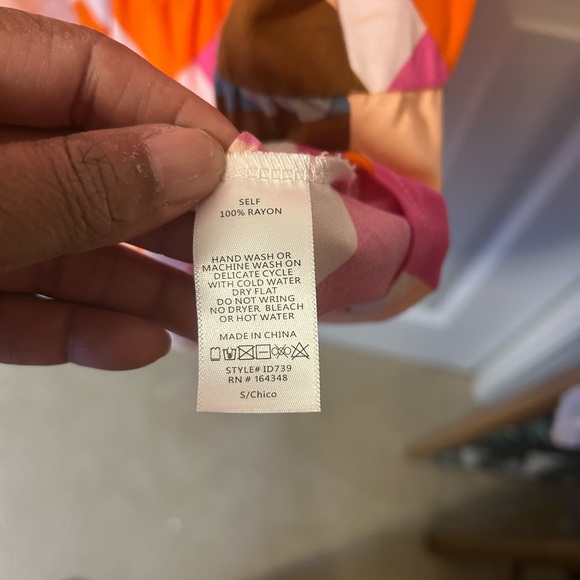 SELF
100% RAYON
HAND WASH OR
MACHINE WASH ON
DELICATE CYCLE
WITH COLD WATER
DRY FLAT
DO NOT WRING
NO DRYER, BLEACH
OR HOT WATER
MADE IN CHINA
STYLE# ID739
RN # 164348
S/Chico